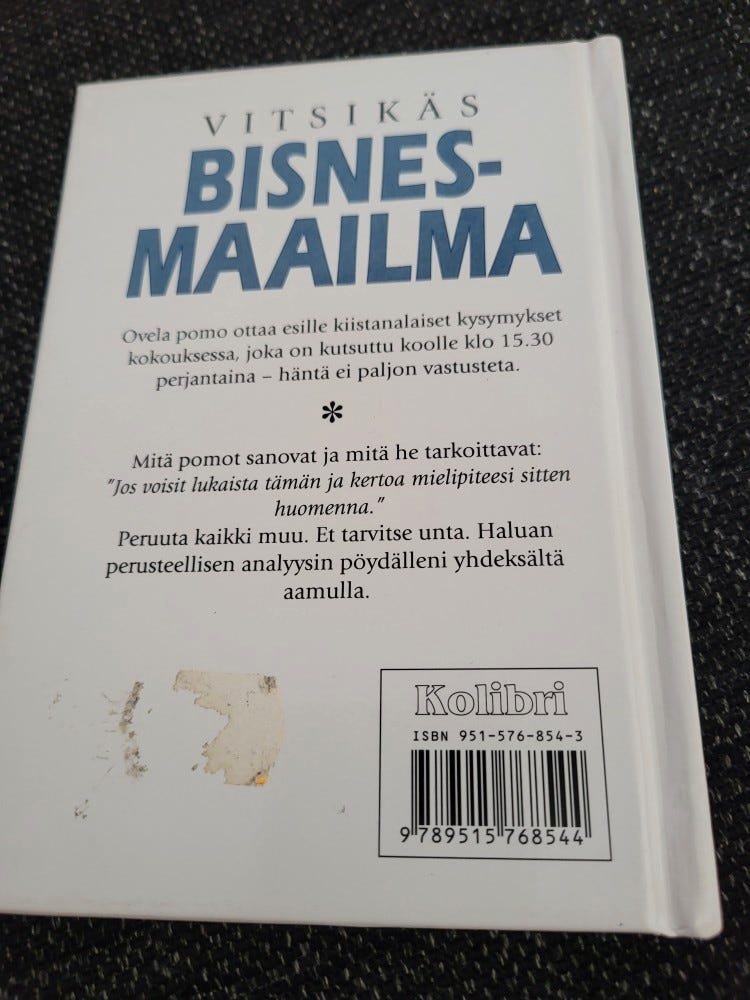 VITSIKÄS
BISNES-
MAAILMA
Ovela pomo ottaa esille kiistanalaiset kysymykset
kokouksessa, joka on kutsuttu koolle klo 15.30
perjantaina – häntä ei paljon vastusteta.
*
Mitä pomot sanovat ja mitä he tarkoittavat:
"Jos voisit lukaista tämän ja kertoa mielipiteesi sitten
huomenna."
Peruuta kaikki muu. Et tarvitse unta. Haluan
perusteellisen analyysin pöydälleni yhdeksältä
aamulla.
Kolibri
ISBN 951-576-854-3
9 789515 768544